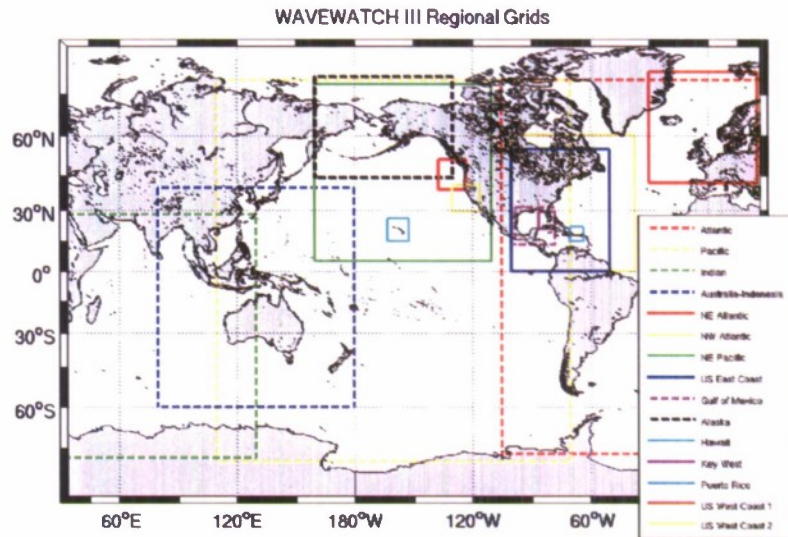 WAVEWATCH III Regional Grids
60°N
30°N
0°
30°S
60°S
60°E
120°E
180°W
120°W
60°W
Atlantic
Pacific
Indian
Australia-Indonesia
NE Atlantic
NW Atlantic
NE Pacific
US East Coast
Gulf of Mexico
Alaska
Hawaii
Key West
Puerto Rico
US West Coast 1
US West Coast 2